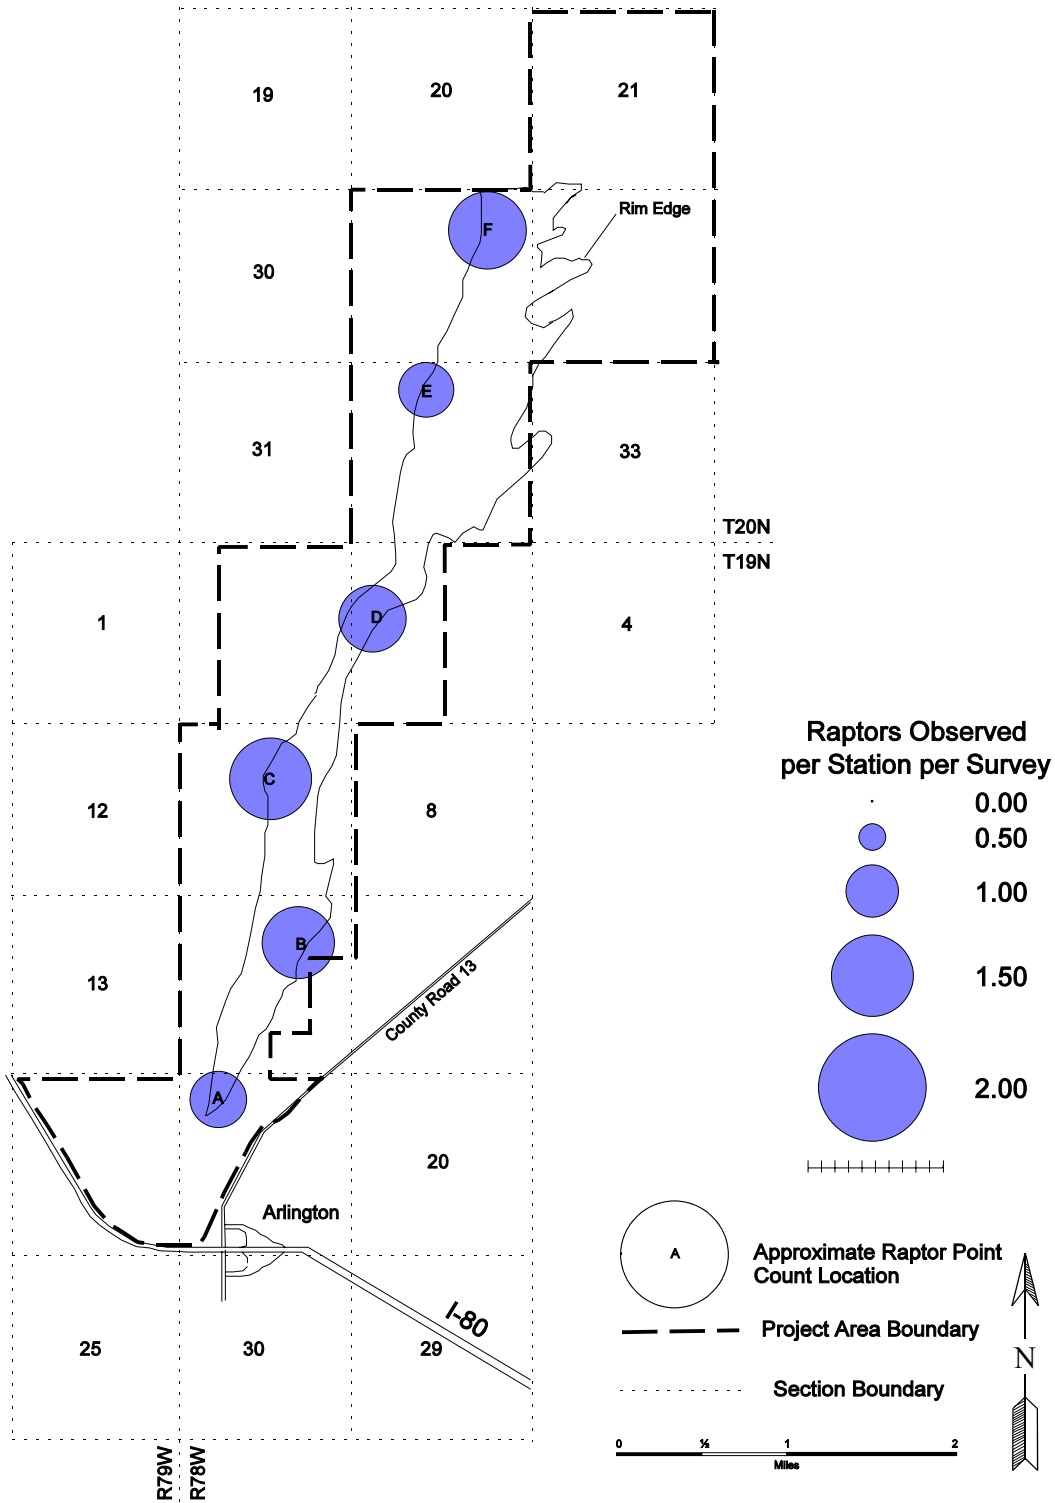 19
20
21
F
Rim Edge
30
E
31
33
T20N
T19N
1
D
4
Raptors Observed
per Station per Survey
C
0.00
12
8
0.50
1.00
B
13
County Road 13
1.50
A
2.00
20
Arlington
A
Approximate Raptor Point
Count Location
I-80
Project Area Boundary
25
30
29
N
Section Boundary
0 ½ 1 2
Miles
R79W
R78W